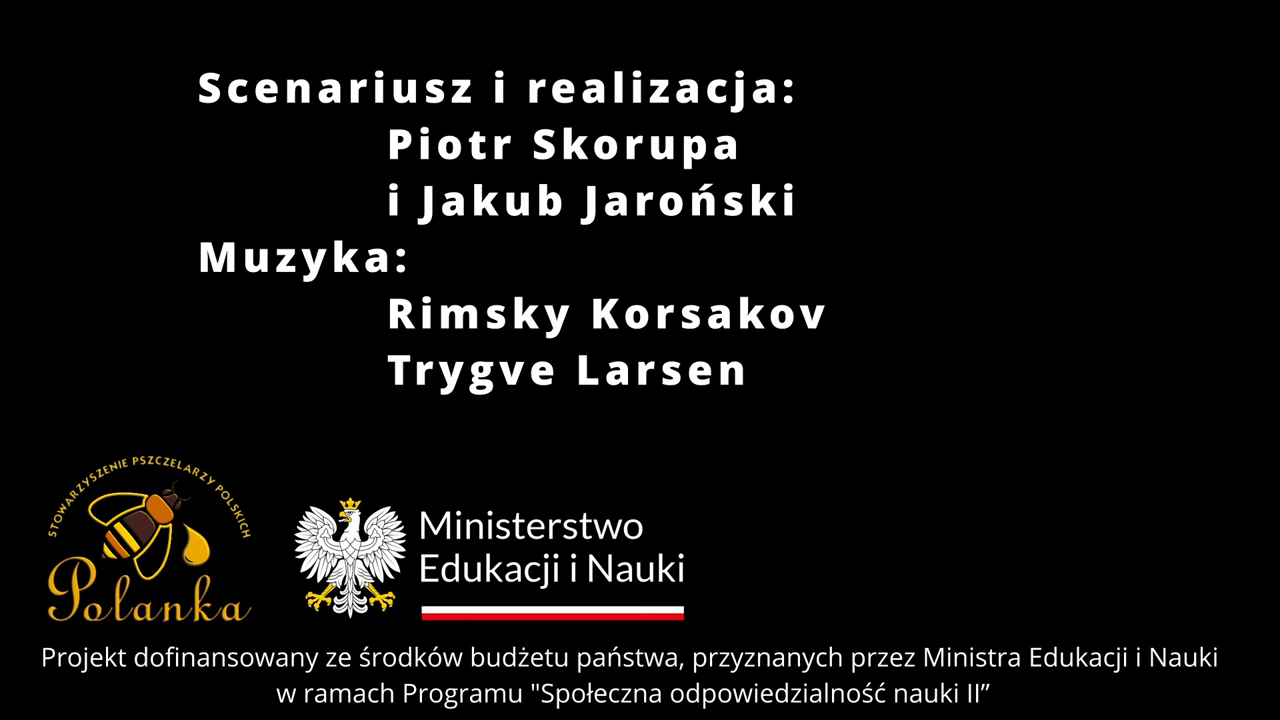 Scenariusz i realizacja:
Piotr Skorupa
i Jakub Jaroński
Muzyka:
Rimsky Korsakov
Trygve Larsen
STOWARZYSZENIE PSZCZELARZY POLSKICH
Polanka
Ministerstwo
Edukacji i Nauki
Projekt dofinansowany ze środków budżetu państwa, przyznanych przez Ministra Edukacji i Nauki
w ramach Programu "Społeczna odpowiedzialność nauki II”